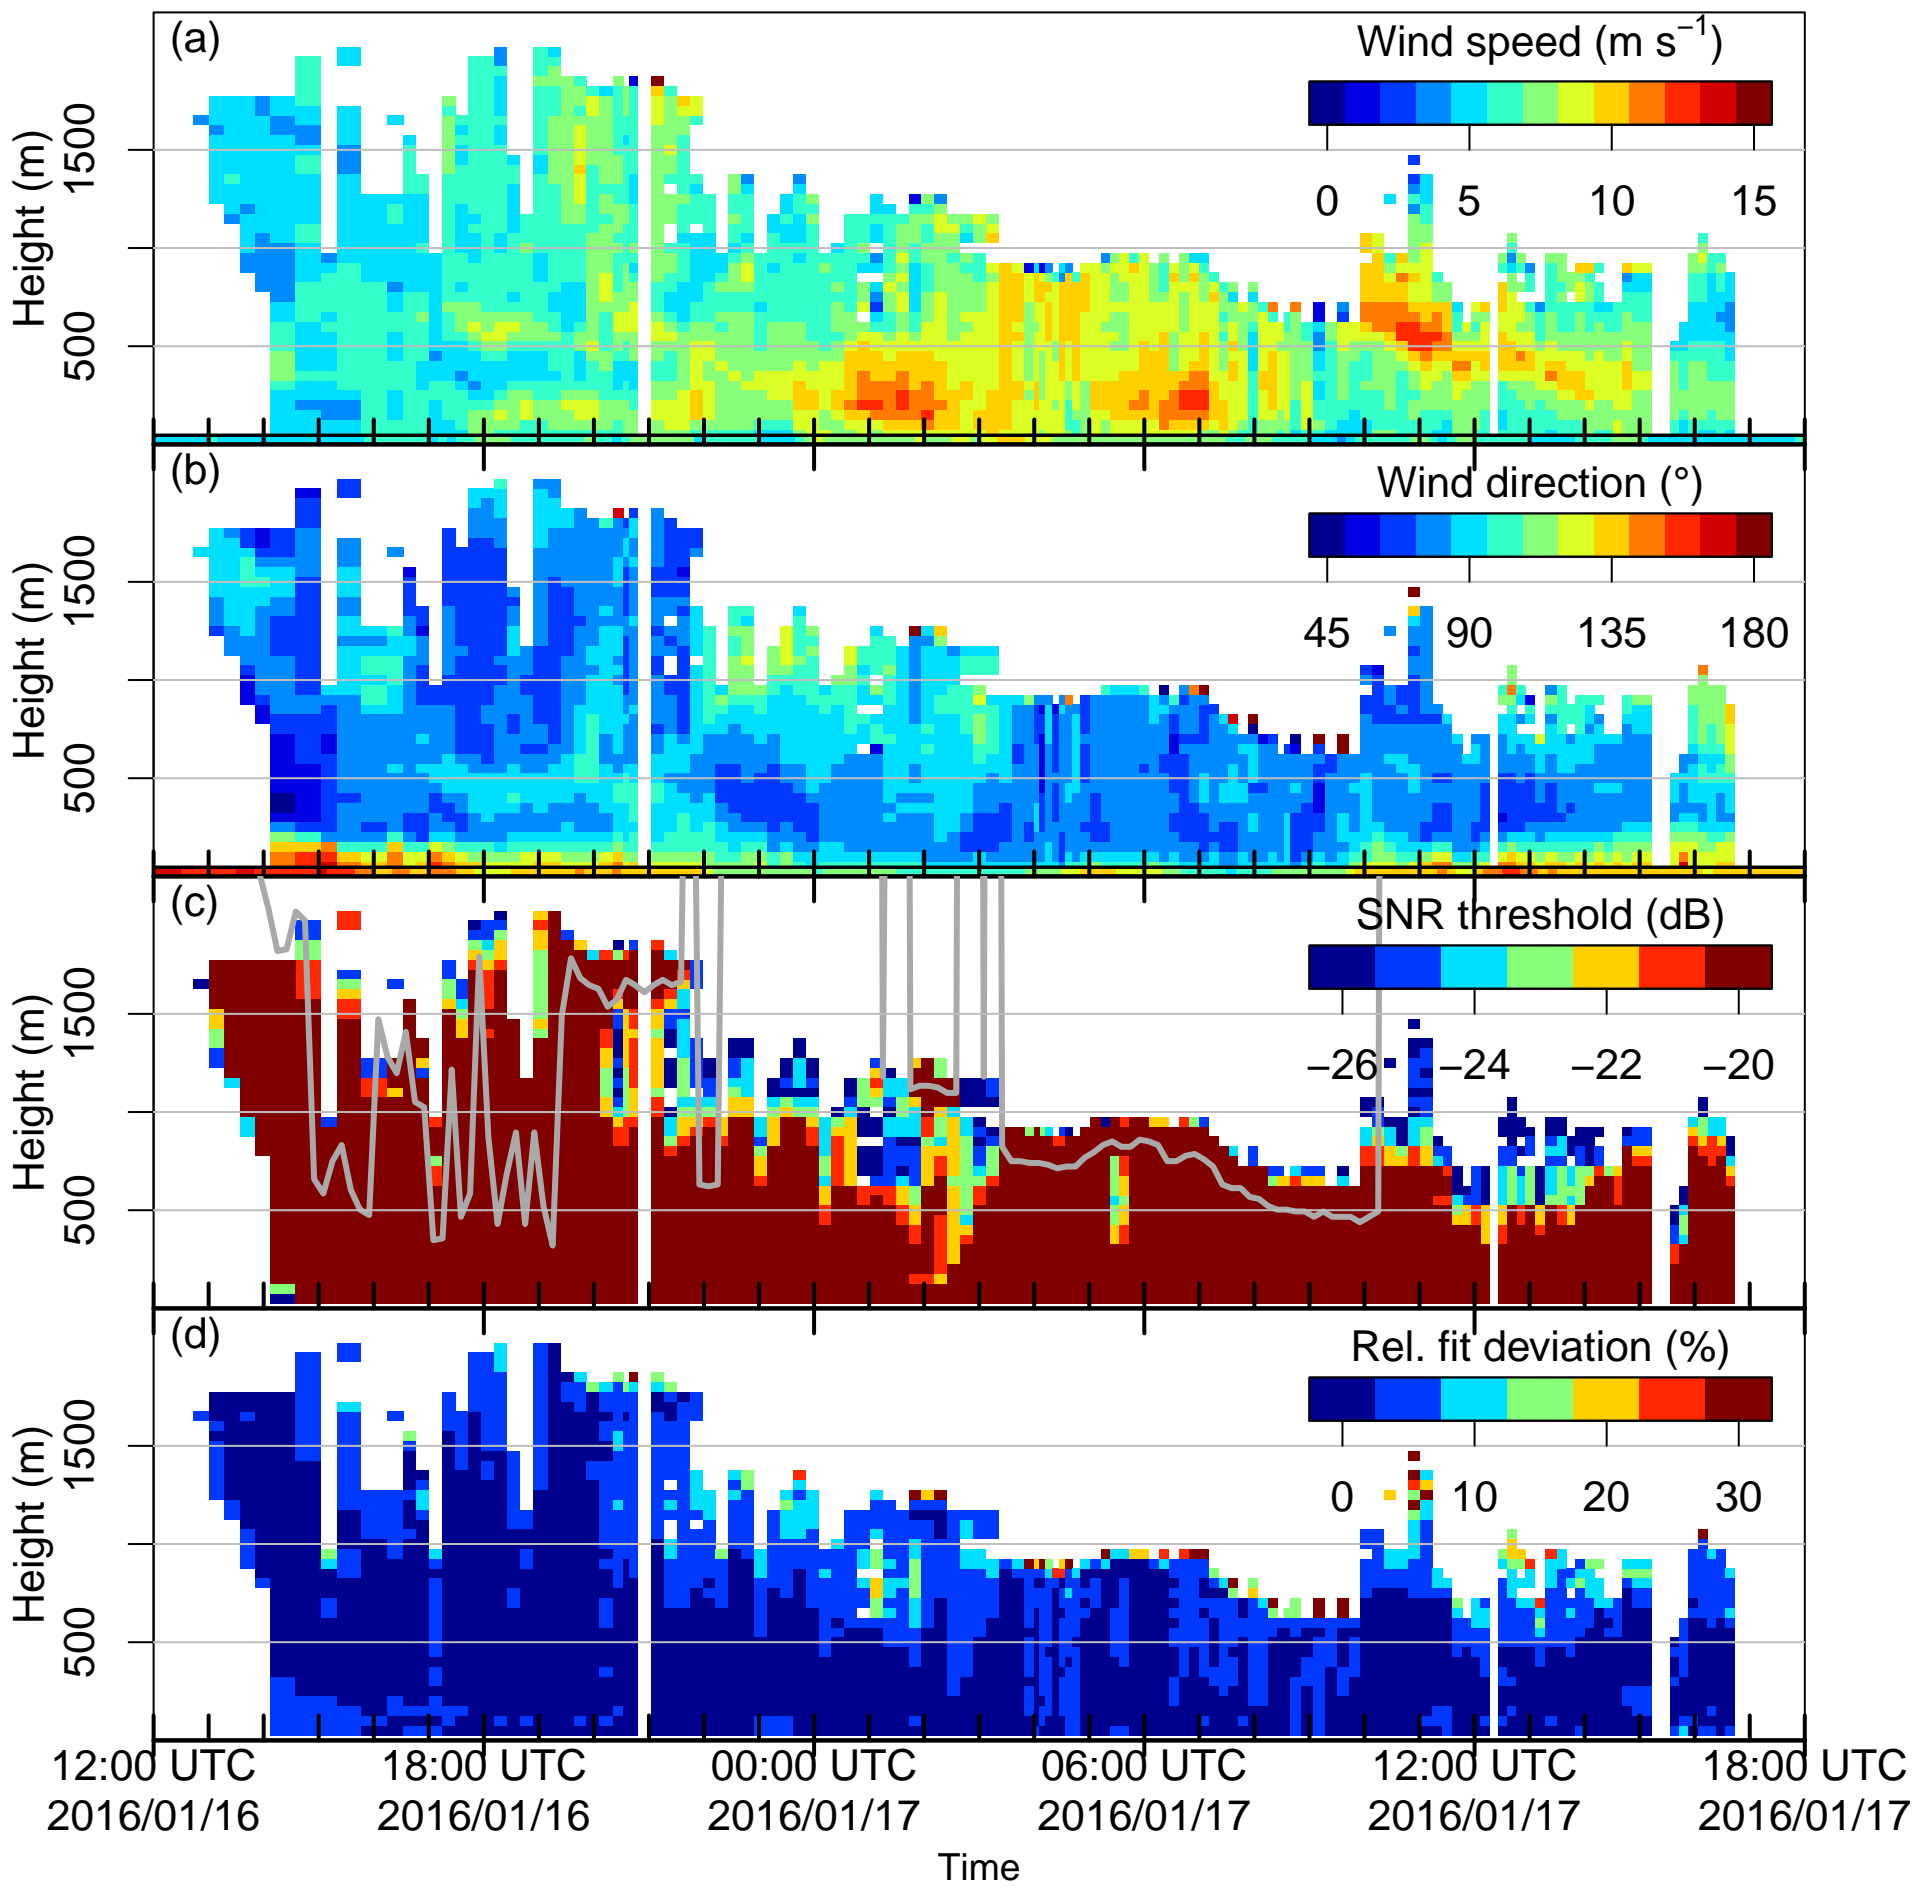 (a)
Wind speed (m s⁻¹)
0 5 10 15
Height (m)
500 1500
(b)
Wind direction (°)
45 90 135 180
Height (m)
500 1500
(c)
SNR threshold (dB)
−26 −24 −22 −20
Height (m)
500 1500
(d)
Rel. fit deviation (%)
0 10 20 30
Height (m)
500 1500
12:00 UTC 18:00 UTC 00:00 UTC 06:00 UTC 12:00 UTC 18:00 UTC
2016/01/16 2016/01/16 2016/01/17 2016/01/17 2016/01/17 2016/01/17
Time